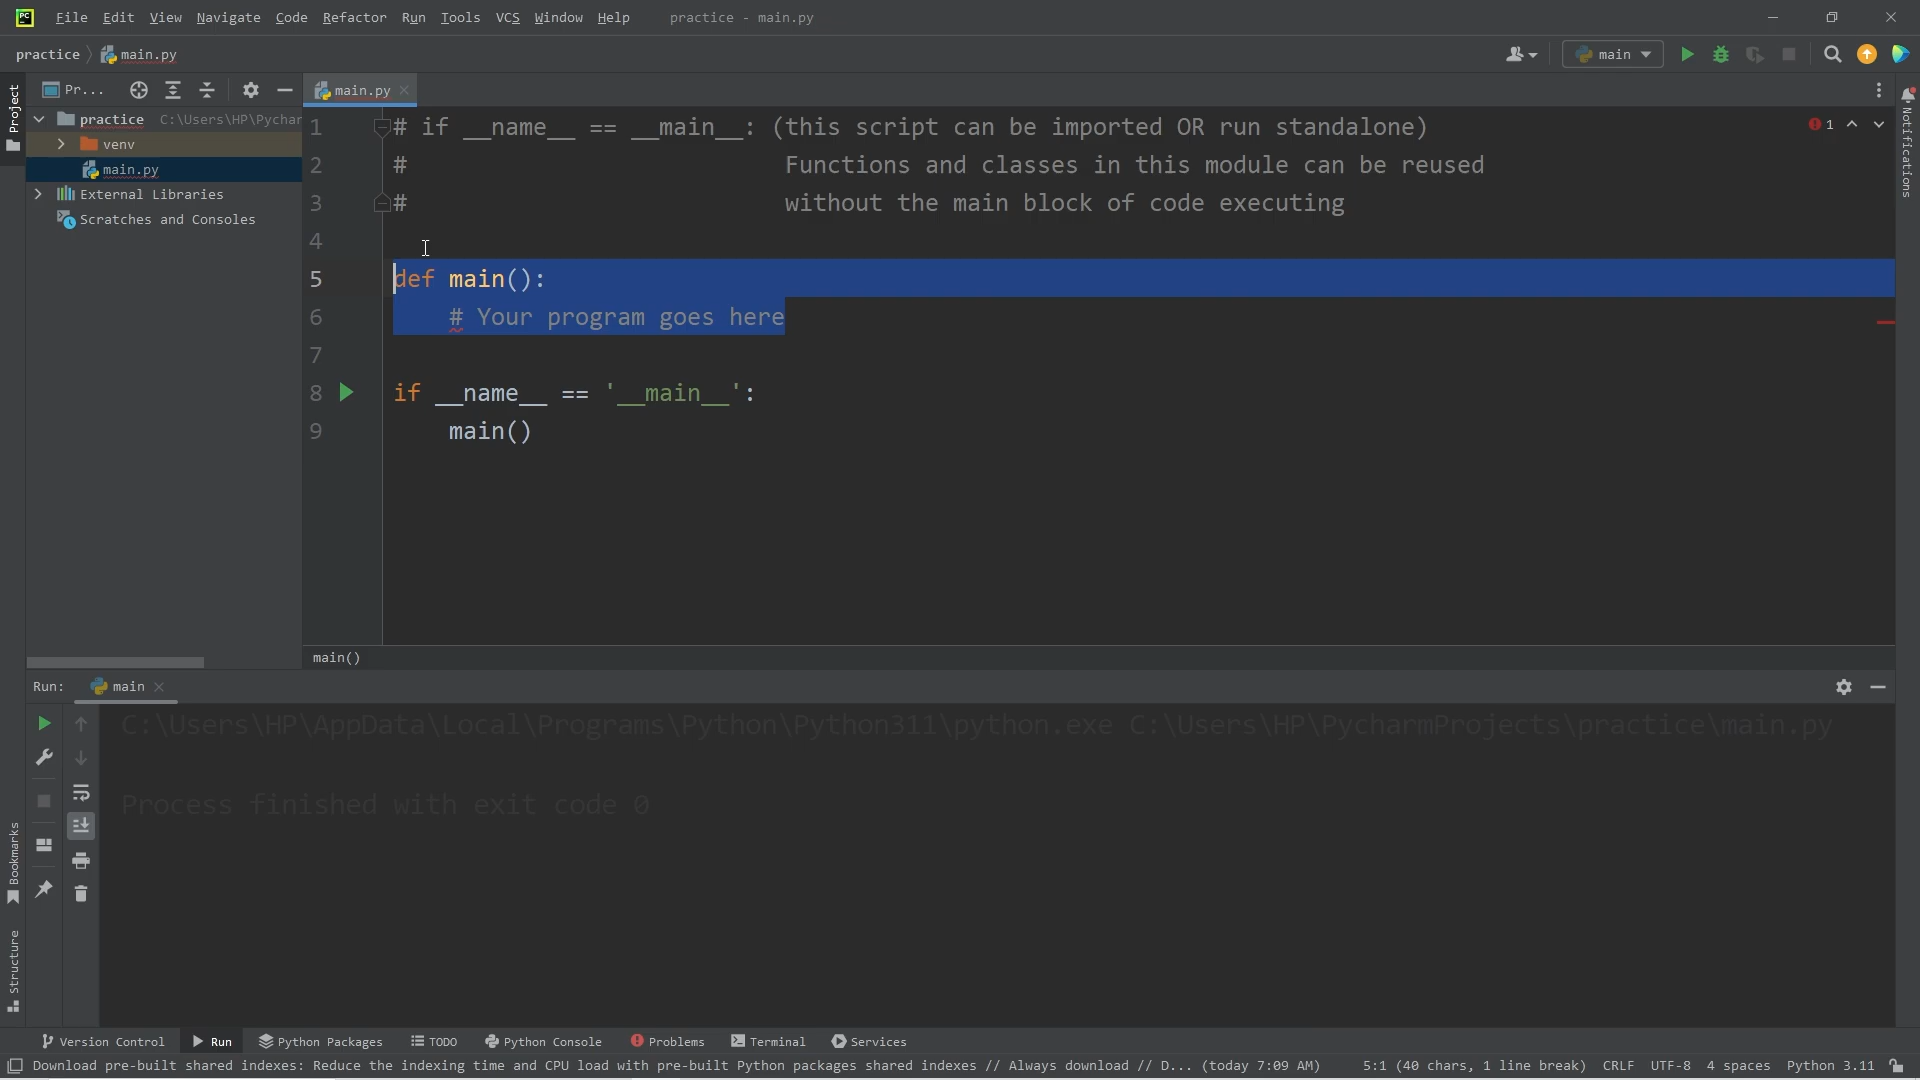 PC File Edit View Navigate Code Refactor Run Tools VCS Window Help practice - main.py
practice main.py main
Project Pr... main.py Notifications
practice C:\Users\HP\Pychar
venv
main.py
External Libraries
Scratches and Consoles
1 # if __name__ == __main__: (this script can be imported OR run standalone) 1
2 # Functions and classes in this module can be reused
3 # without the main block of code executing
4
5 def main():
6 # Your program goes here
7
8 if __name__ == '__main__':
9 main()
main()
Run: main
C:\Users\HP\AppData\Local\Programs\Python\Python311\python.exe C:\Users\HP\PycharmProjects\practice\main.py
Process finished with exit code 0
Bookmarks
Structure
Version Control Run Python Packages TODO Python Console Problems Terminal Services
Download pre-built shared indexes: Reduce the indexing time and CPU load with pre-built Python packages shared indexes // Always download // D... (today 7:09 AM) 5:1 (40 chars, 1 line break) CRLF UTF-8 4 spaces Python 3.11